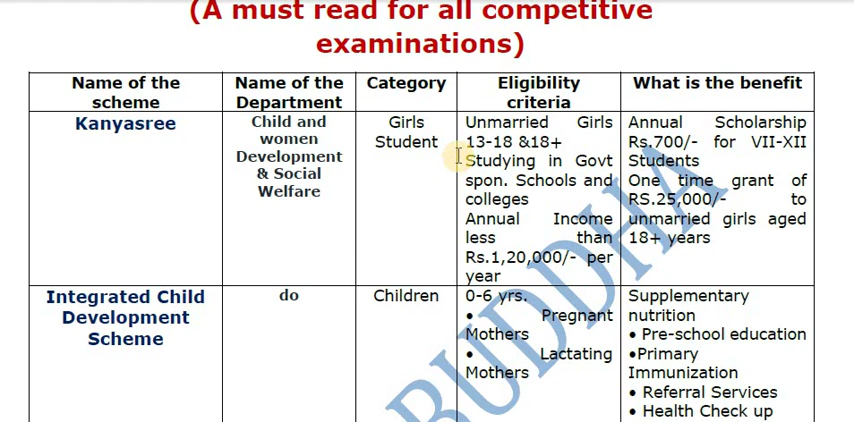 (A must read for all competitive
examinations)
Name of the
scheme
Name of the
Department
Category
Eligibility
criteria
What is the benefit
Kanyasree
Child and
women
Development
& Social
Welfare
Girls
Student
Unmarried Girls
13-18 &18+
Studying in Govt
spon. Schools and
colleges
Annual Income
less than
Rs.1,20,000/- per
year
Annual Scholarship
Rs.700/- for VII-XII
Students
One time grant of
RS.25,000/- to
unmarried girls aged
18+ years
Integrated Child
Development
Scheme
do
Children
0-6 yrs.
• Pregnant
Mothers
• Lactating
Mothers
Supplementary
nutrition
• Pre-school education
•Primary
Immunization
• Referral Services
• Health Check up
BUDDHA